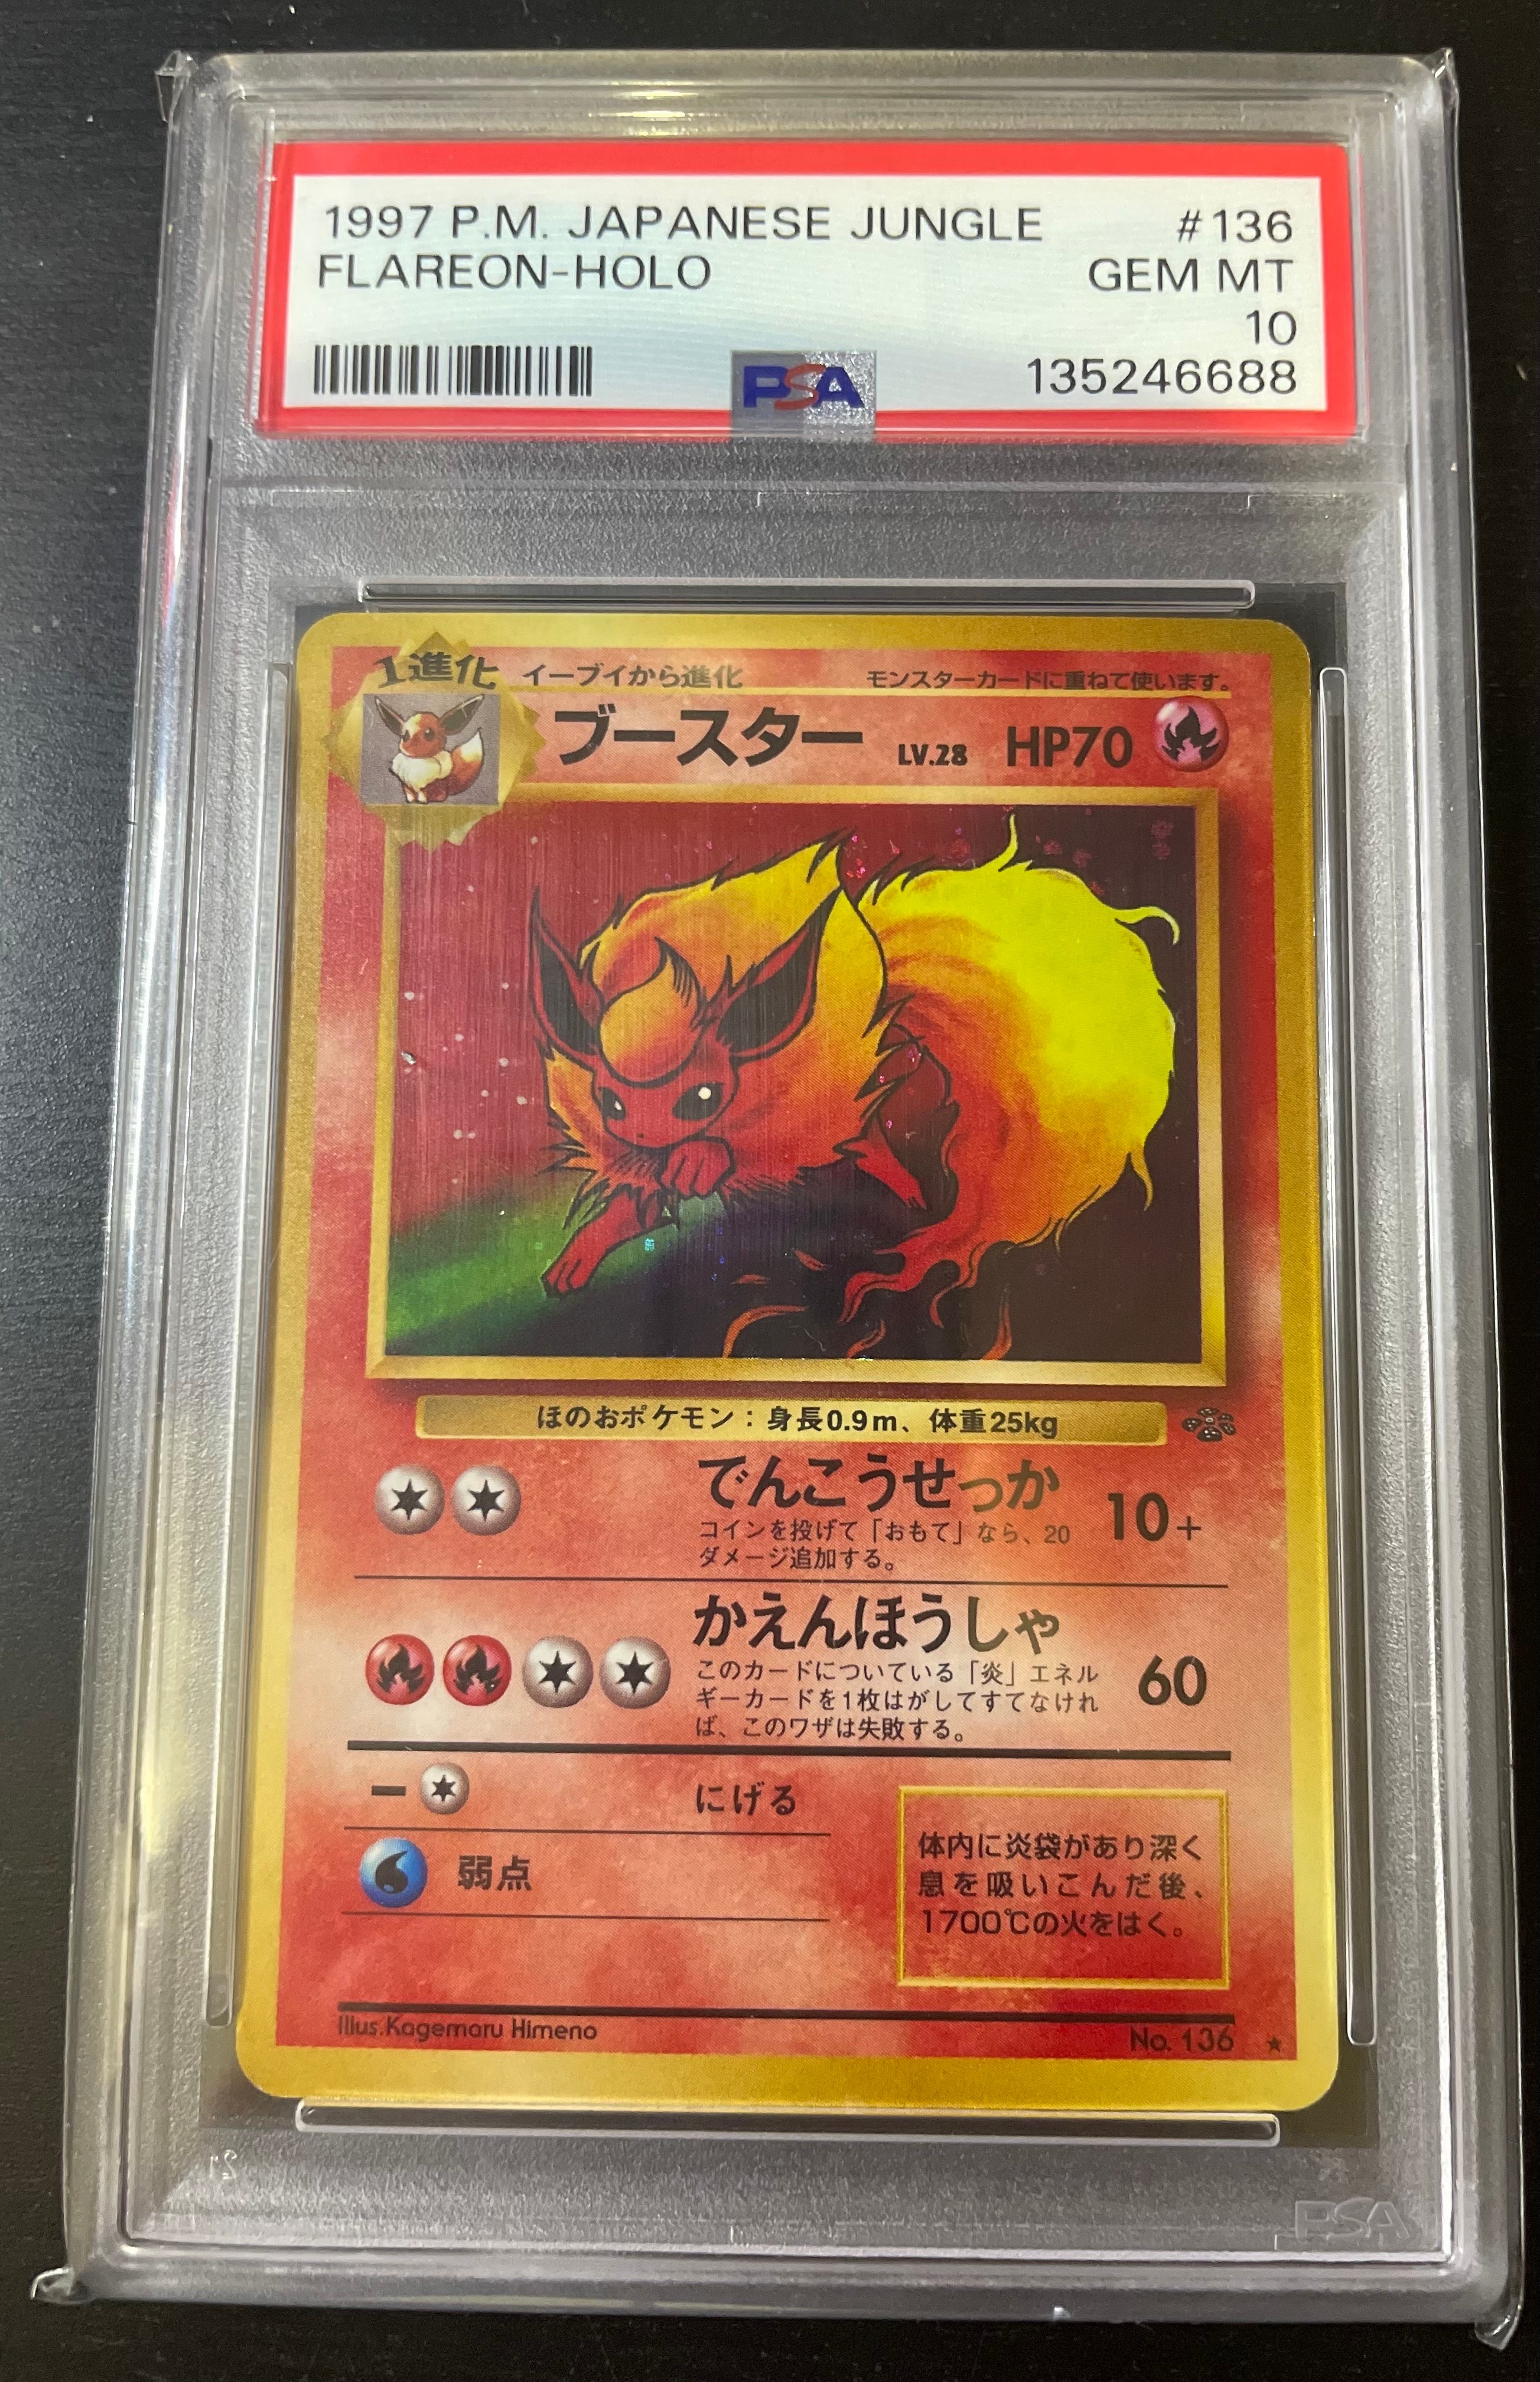 1997 P.M. JAPANESE JUNGLE #136
FLAREON-HOLO GEM MT
10
PSA 135246688
1進化 イーブイから進化 モンスターカードに重ねて使います。
ブースター LV.28 HP70
ほのおポケモン：身長0.9m、体重25kg
でんこうせっか 10+
コインを投げて「おもて」なら、20
ダメージ追加する。
かえんほうしゃ 60
このカードについている「炎」エネル
ギーカードを1枚はがしてすてなけれ
ば、このワザは失敗する。
にげる
弱点
体内に炎袋があり深く
息を吸いこんだ後、
1700℃の火をはく。
Illus.Kagemaru Himeno No. 136 ★
PSA